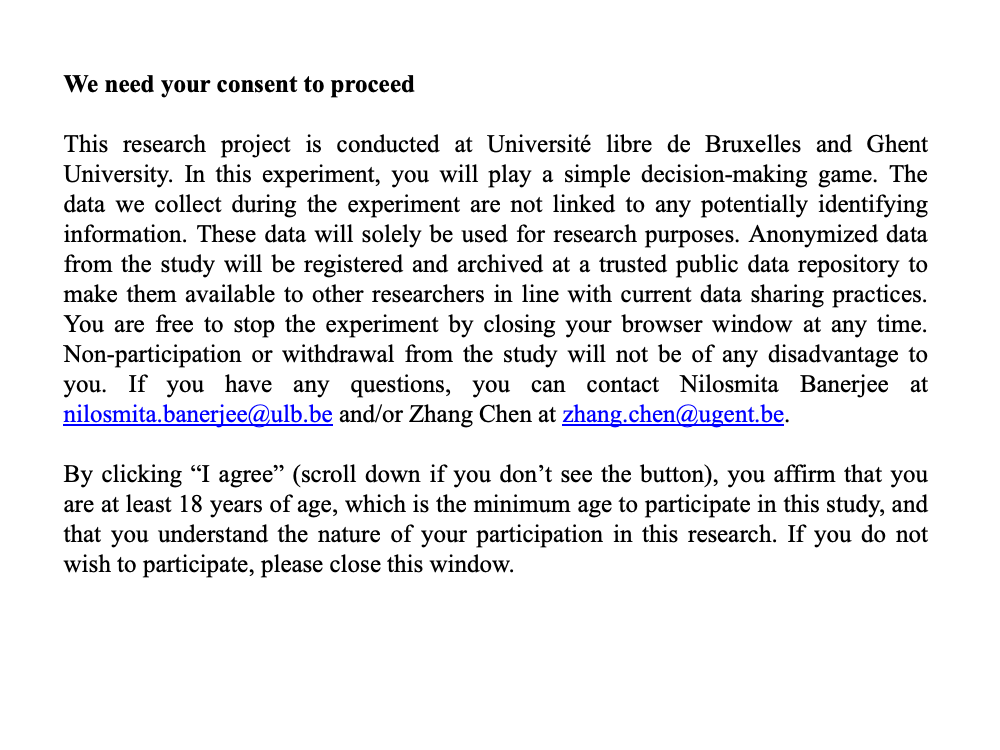 We need your consent to proceed
This research project is conducted at Université libre de Bruxelles and Ghent
University. In this experiment, you will play a simple decision-making game. The
data we collect during the experiment are not linked to any potentially identifying
information. These data will solely be used for research purposes. Anonymized data
from the study will be registered and archived at a trusted public data repository to
make them available to other researchers in line with current data sharing practices.
You are free to stop the experiment by closing your browser window at any time.
Non-participation or withdrawal from the study will not be of any disadvantage to
you. If you have any questions, you can contact Nilosmita Banerjee at
nilosmita.banerjee@ulb.be and/or Zhang Chen at zhang.chen@ugent.be.
By clicking “I agree” (scroll down if you don’t see the button), you affirm that you
are at least 18 years of age, which is the minimum age to participate in this study, and
that you understand the nature of your participation in this research. If you do not
wish to participate, please close this window.